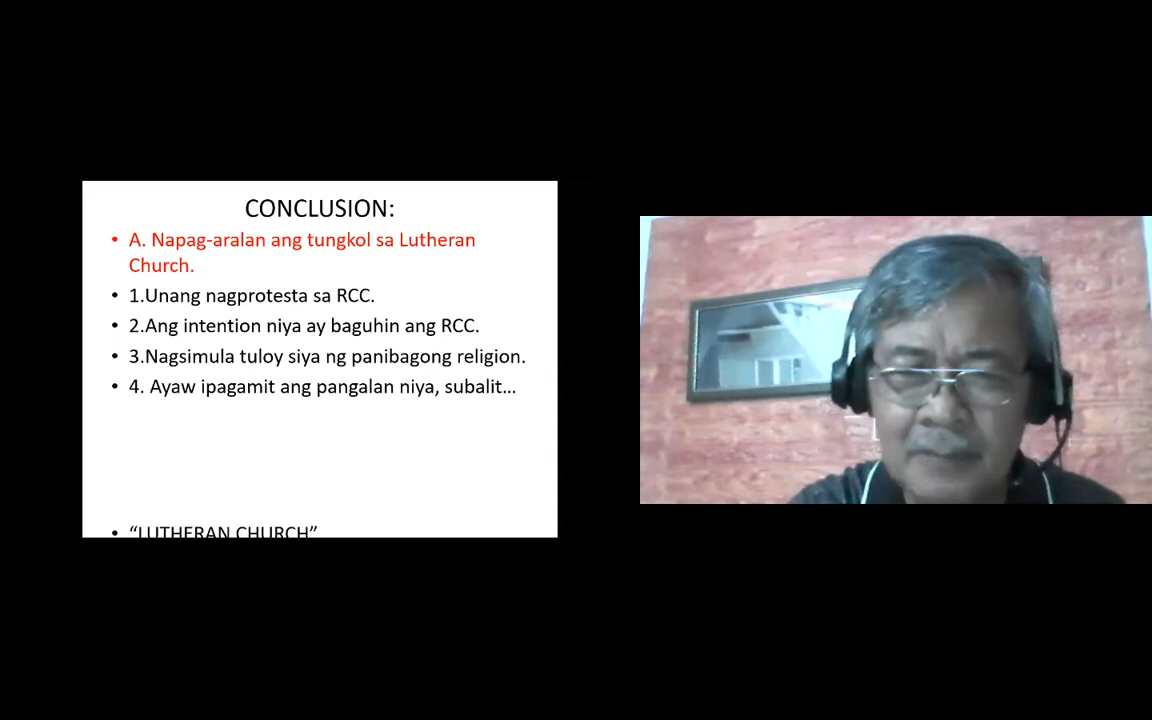 CONCLUSION:
• A. Napag-aralan ang tungkol sa Lutheran
Church.
• 1.Unang nagprotesta sa RCC.
• 2.Ang intention niya ay baguhin ang RCC.
• 3.Nagsimula tuloy siya ng panibagong religion.
• 4. Ayaw ipagamit ang pangalan niya, subalit...
• “LUTHERAN CHURCH”